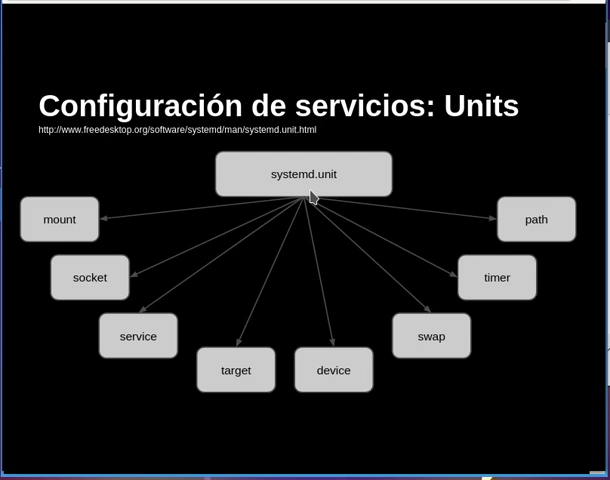 Configuración de servicios: Units
http://www.freedesktop.org/software/systemd/man/systemd.unit.html
systemd.unit
mount
path
socket
timer
service
swap
target
device